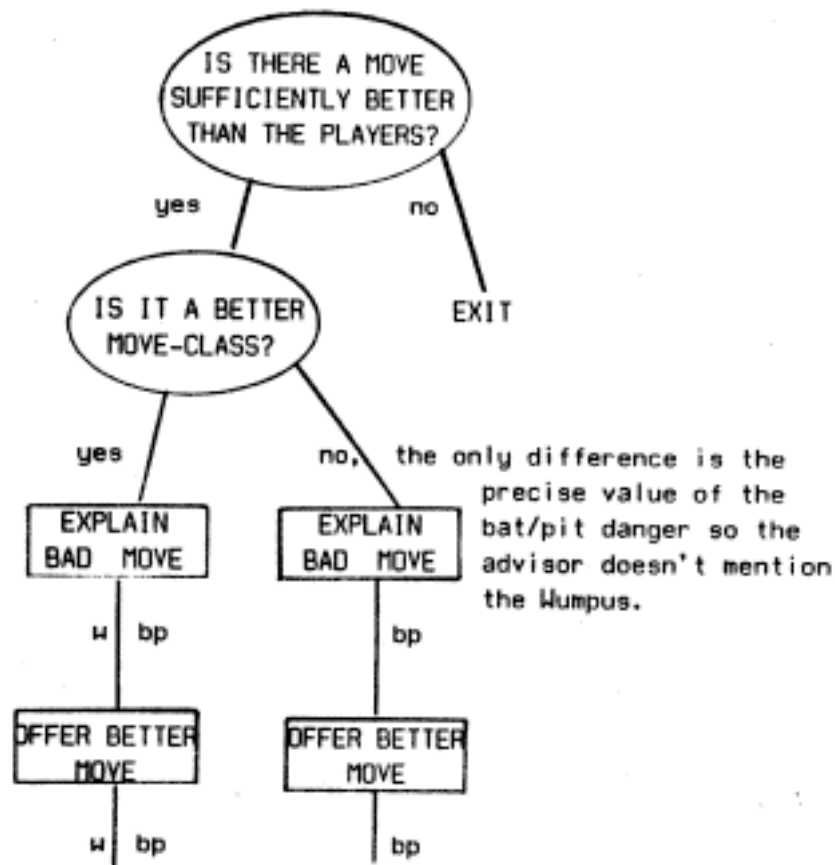 IS THERE A MOVE
SUFFICIENTLY BETTER
THAN THE PLAYERS?
yes
no
IS IT A BETTER
MOVE-CLASS?
EXIT
yes
no, the only difference is the
precise value of the
bat/pit danger so the
advisor doesn't mention
the Wumpus.
EXPLAIN
BAD MOVE
EXPLAIN
BAD MOVE
w bp
bp
OFFER BETTER
MOVE
OFFER BETTER
MOVE
w bp
bp